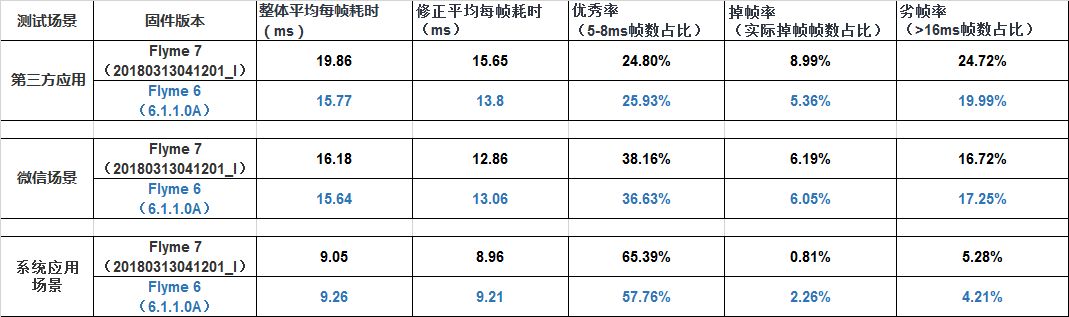 测试场景 固件版本 整体平均每帧耗时 修正平均每帧耗时 优秀率 掉帧率 劣帧率
（ms） （ms） （5-8ms帧数占比） （实际掉帧帧数占比） （>16ms帧数占比）
第三方应用
Flyme 7
（20180313041201_I） 19.86 15.65 24.80% 8.99% 24.72%
Flyme 6
（6.1.1.0A） 15.77 13.8 25.93% 5.36% 19.99%
微信场景
Flyme 7
（20180313041201_I） 16.18 12.86 38.16% 6.19% 16.72%
Flyme 6
（6.1.1.0A） 15.64 13.06 36.63% 6.05% 17.25%
系统应用
场景
Flyme 7
（20180313041201_I） 9.05 8.96 65.39% 0.81% 5.28%
Flyme 6
（6.1.1.0A） 9.26 9.21 57.76% 2.26% 4.21%